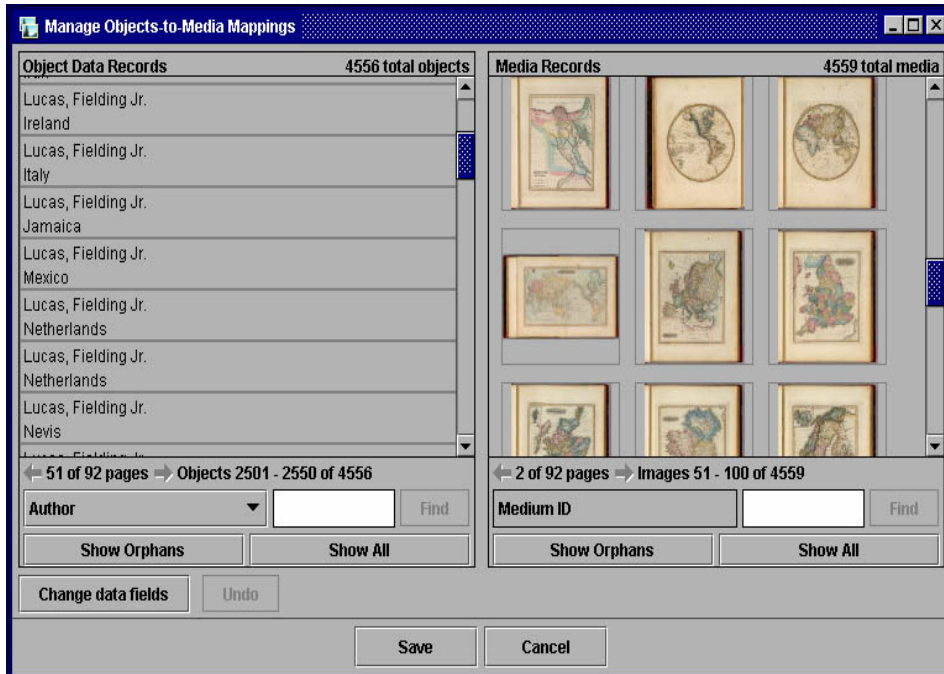 Manage Objects-to-Media Mappings
Object Data Records 4556 total objects
Lucas, Fielding Jr.
Ireland
Lucas, Fielding Jr.
Italy
Lucas, Fielding Jr.
Jamaica
Lucas, Fielding Jr.
Mexico
Lucas, Fielding Jr.
Netherlands
Lucas, Fielding Jr.
Netherlands
Lucas, Fielding Jr.
Nevis
51 of 92 pages Objects 2501 - 2550 of 4556
Author Find
Show Orphans Show All
Media Records 4559 total media
2 of 92 pages Images 51 - 100 of 4559
Medium ID Find
Show Orphans Show All
Change data fields Undo
Save Cancel